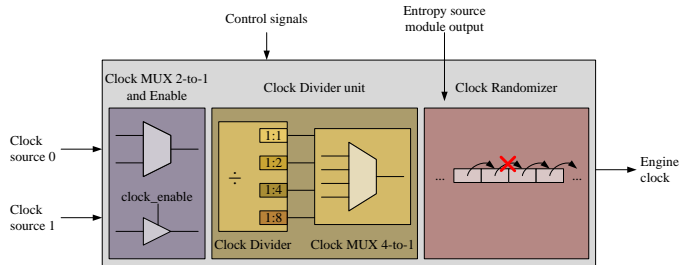 Control signals
Entropy source
module output
Clock MUX 2-to-1
and Enable
Clock Divider unit
Clock Randomizer
Clock
source 0
Clock
source 1
clock_enable
÷
1:1
1:2
1:4
1:8
Clock Divider
Clock MUX 4-to-1
...
...
Engine
clock